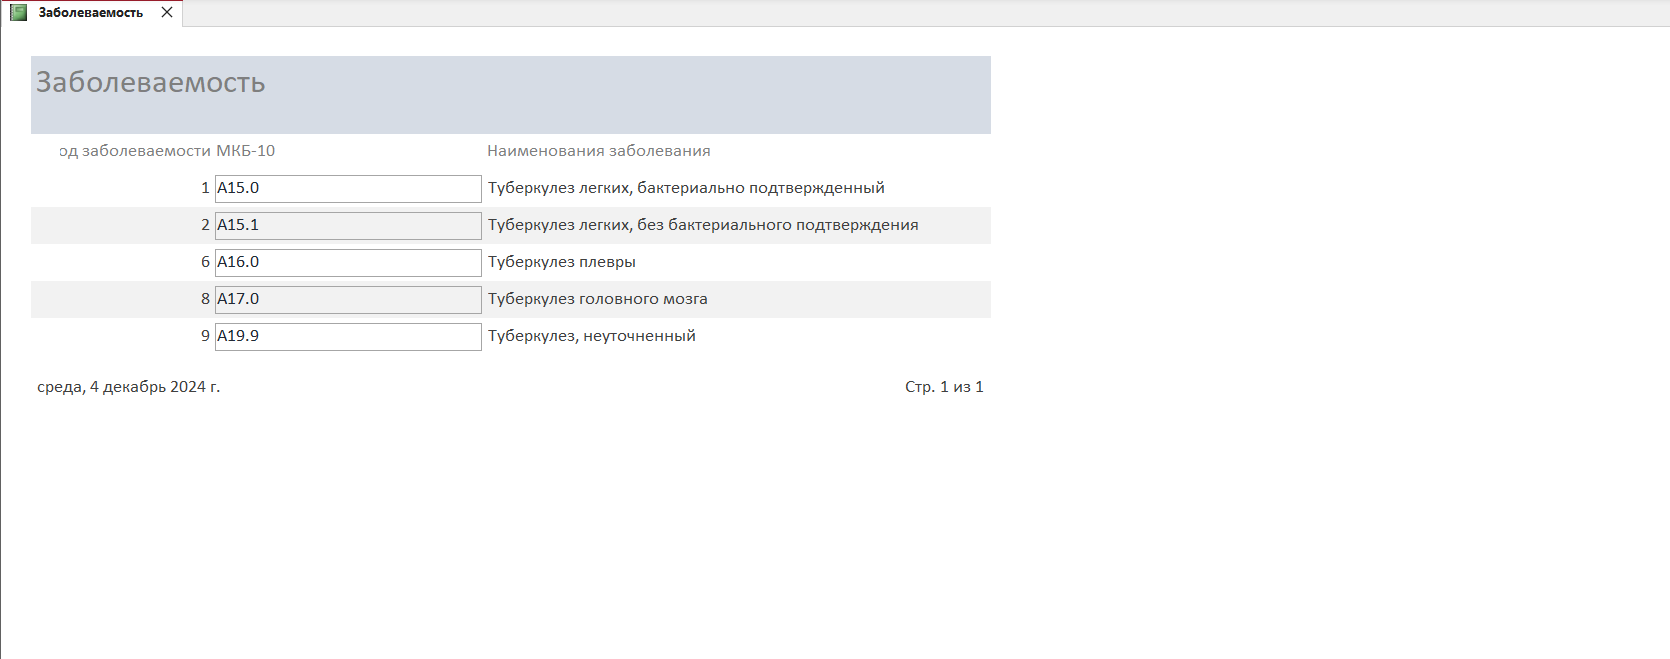 Заболеваемость
Заболеваемость
од заболеваемости МКБ-10 Наименования заболевания
1 A15.0 Туберкулез легких, бактериально подтвержденный
2 A15.1 Туберкулез легких, без бактериального подтверждения
6 A16.0 Туберкулез плевры
8 A17.0 Туберкулез головного мозга
9 A19.9 Туберкулез, неуточненный
среда, 4 декабрь 2024 г. Стр. 1 из 1